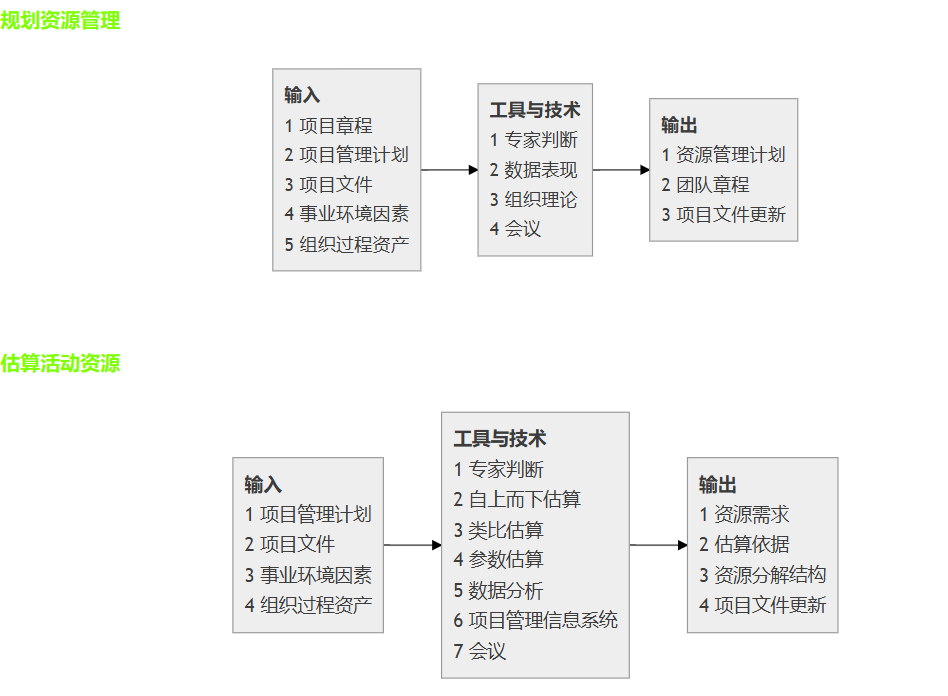 规划资源管理
输入
1 项目章程
2 项目管理计划
3 项目文件
4 事业环境因素
5 组织过程资产
工具与技术
1 专家判断
2 数据表现
3 组织理论
4 会议
输出
1 资源管理计划
2 团队章程
3 项目文件更新
估算活动资源
输入
1 项目管理计划
2 项目文件
3 事业环境因素
4 组织过程资产
工具与技术
1 专家判断
2 自上而下估算
3 类比估算
4 参数估算
5 数据分析
6 项目管理信息系统
7 会议
输出
1 资源需求
2 估算依据
3 资源分解结构
4 项目文件更新